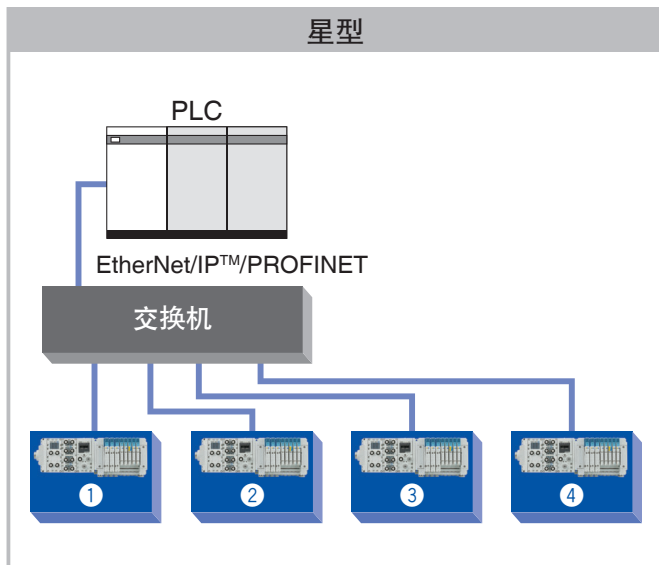 星型
PLC
EtherNet/IP™/PROFINET
交换机
① ② ③ ④